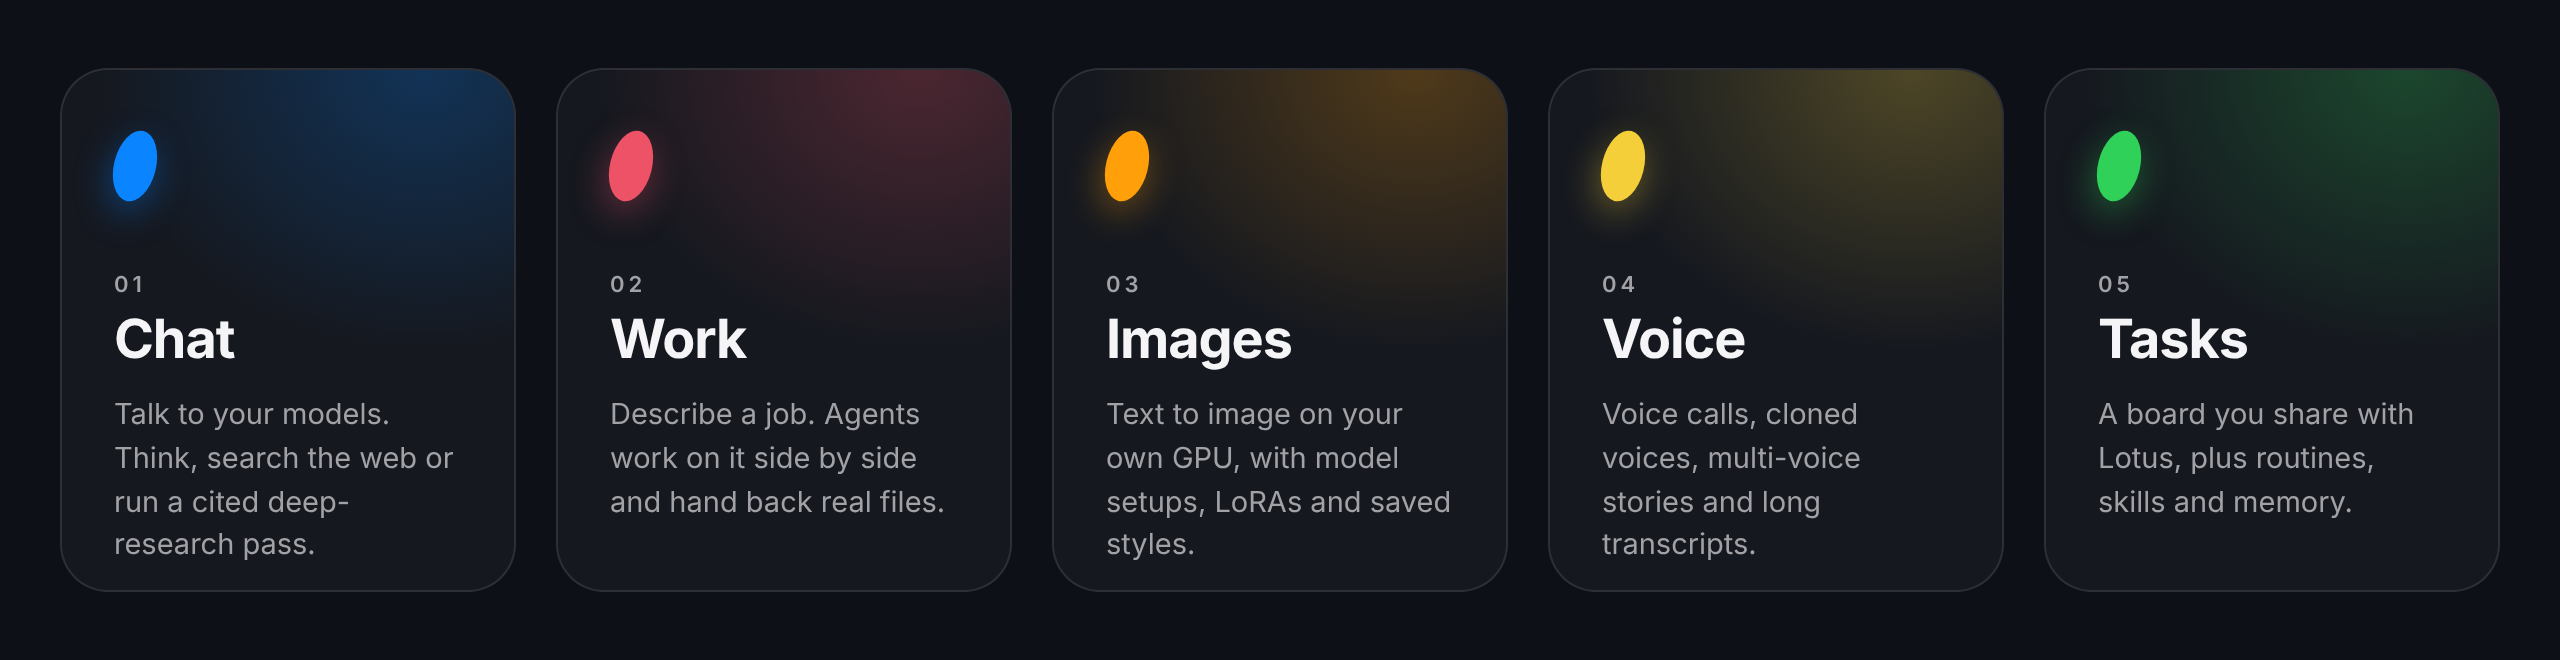 01
Chat
Talk to your models.
Think, search the web or
run a cited deep-
research pass.
02
Work
Describe a job. Agents
work on it side by side
and hand back real files.
03
Images
Text to image on your
own GPU, with model
setups, LoRAs and saved
styles.
04
Voice
Voice calls, cloned
voices, multi-voice
stories and long
transcripts.
05
Tasks
A board you share with
Lotus, plus routines,
skills and memory.